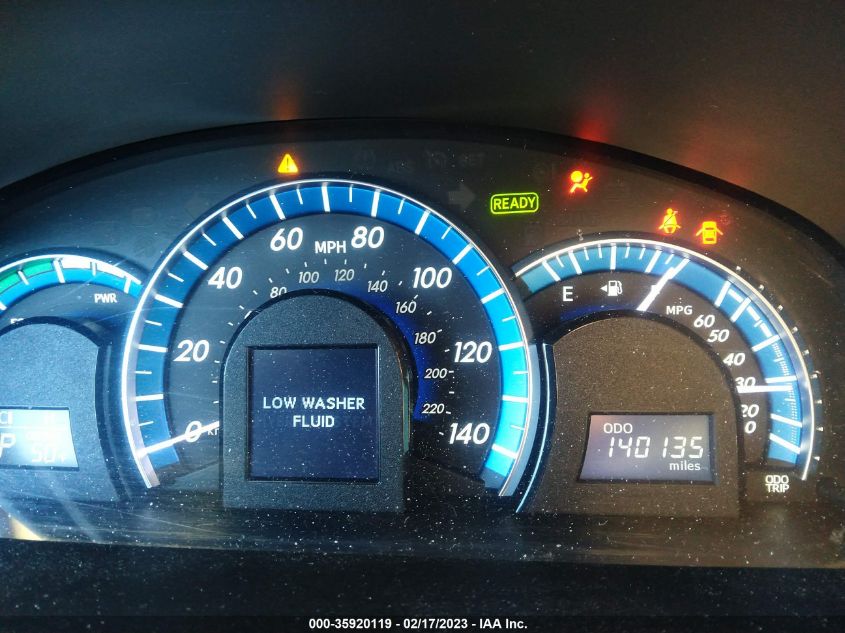 READY
60 MPH 80
40
100
20
120
0
140
80 100 120 140 160 180 200 220
PWR
E
MPG
60
50
40
30
20
LOW WASHER
FLUID
P
ODO
140135
miles
ODO
TRIP
000-35920119 - 02/17/2023 - IAA Inc.